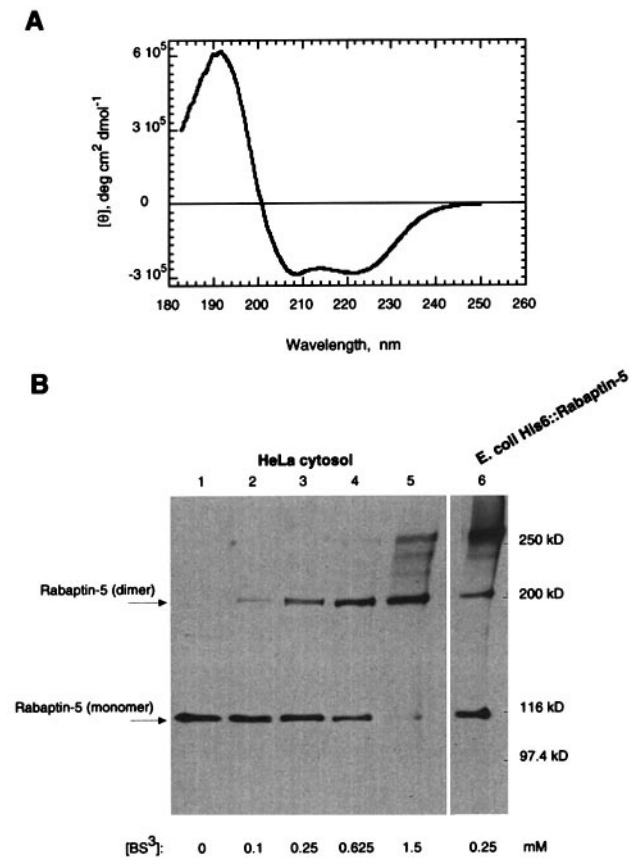 A
6 10⁵
3 10⁵
0
-3 10⁵
[θ], deg cm² dmol⁻¹
180 190 200 210 220 230 240 250 260
Wavelength, nm
B
E. coli His6::Rabaptin-5
HeLa cytosol
1 2 3 4 5 6
250 kD
Rabaptin-5 (dimer)
200 kD
Rabaptin-5 (monomer)
116 kD
97.4 kD
[BS³]: 0 0.1 0.25 0.625 1.5 0.25 mM